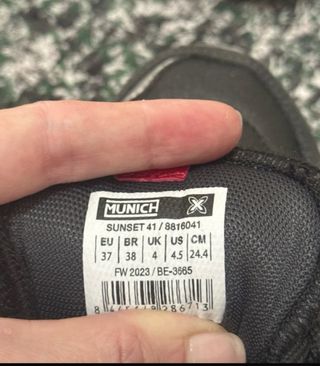 MUNICH
SUNSET 41 / 8816041
EU BR UK US CM
37 38 4 4.5 24.4
FW 2023 / BE-3665